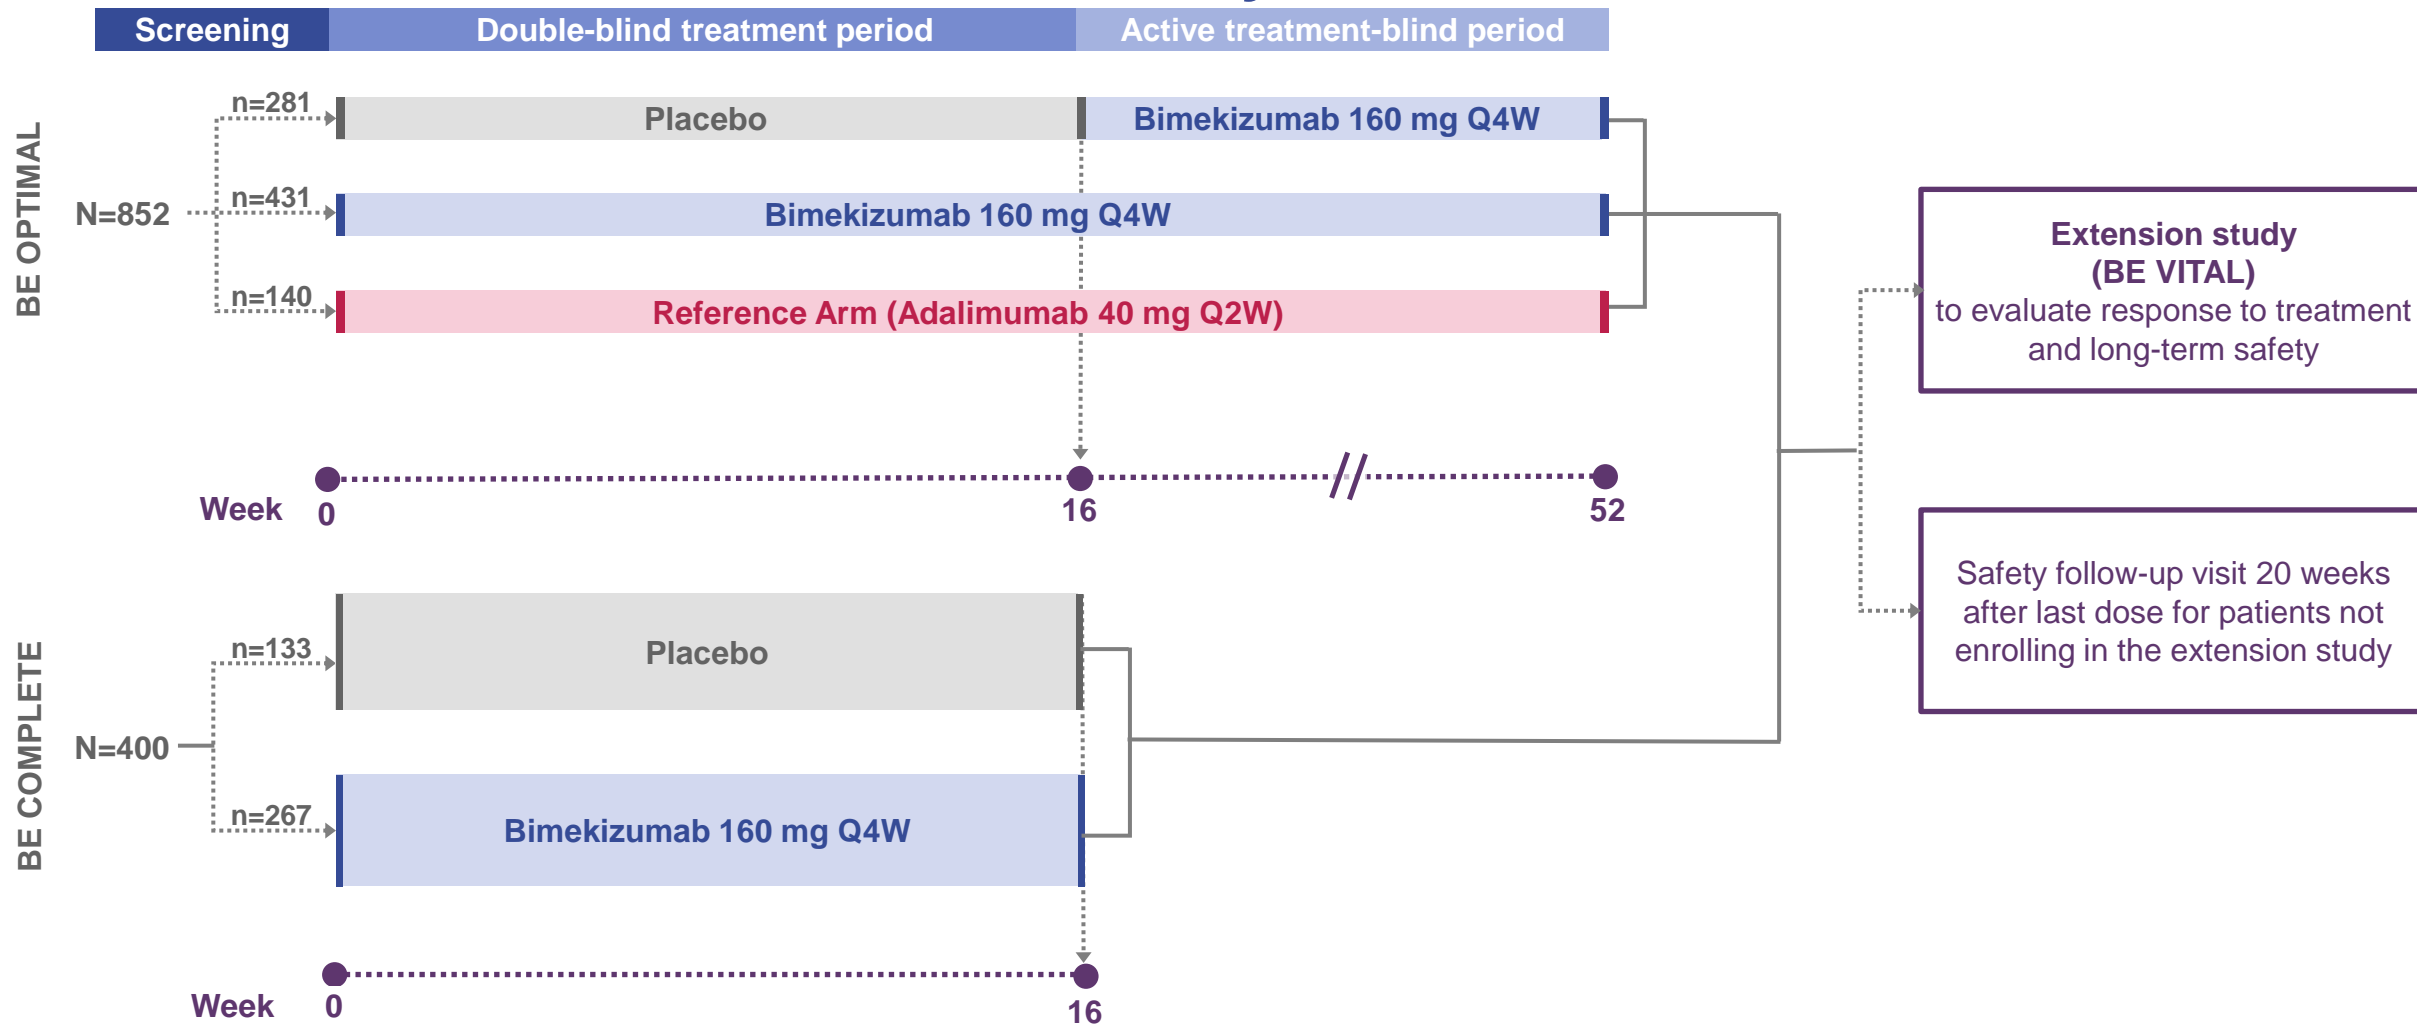 Screening
Double-blind treatment period
Active treatment-blind period
BE OPTIMAL
N=852
n=281
Placebo
Bimekizumab 160 mg Q4W
n=431
Bimekizumab 160 mg Q4W
n=140
Reference Arm (Adalimumab 40 mg Q2W)
Week
0
16
52
BE COMPLETE
N=400
n=133
Placebo
n=267
Bimekizumab 160 mg Q4W
Week
0
16
Extension study
(BE VITAL)
to evaluate response to treatment
and long-term safety
Safety follow-up visit 20 weeks
after last dose for patients not
enrolling in the extension study